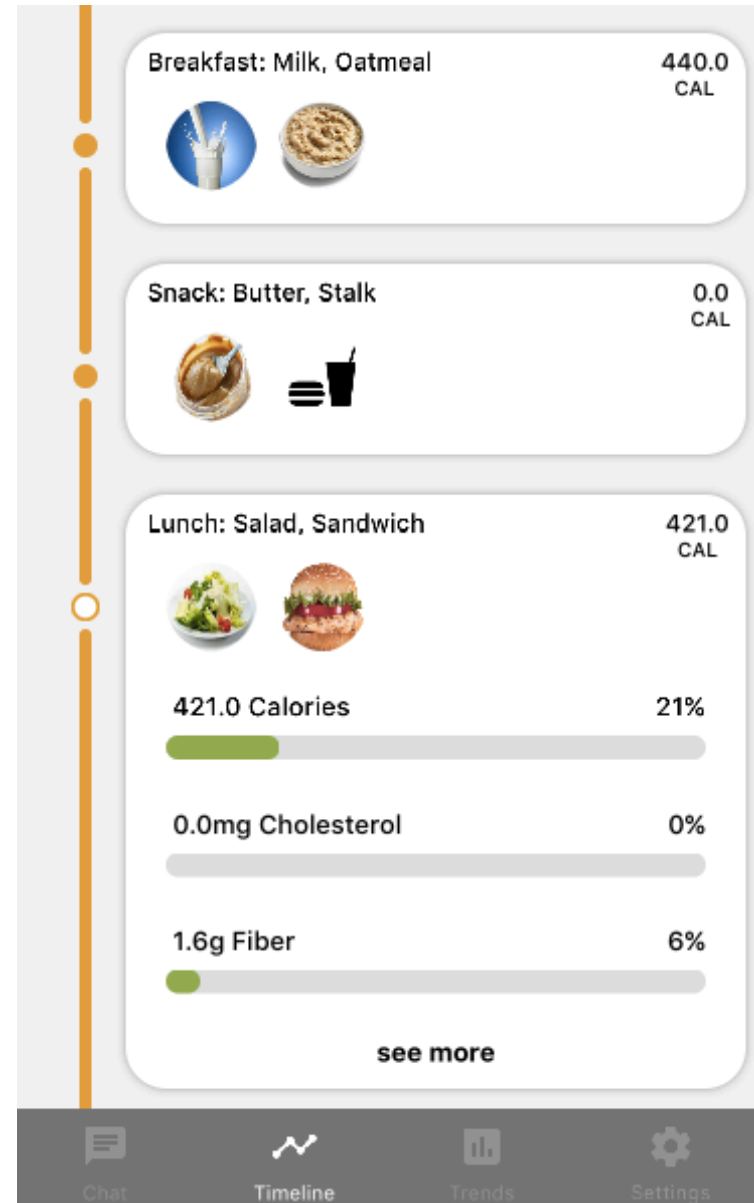 Breakfast: Milk, Oatmeal
440.0
CAL
Snack: Butter, Stalk
0.0
CAL
Lunch: Salad, Sandwich
421.0
CAL
421.0 Calories 21%
0.0mg Cholesterol 0%
1.6g Fiber 6%
see more
Chat Timeline Trends Settings